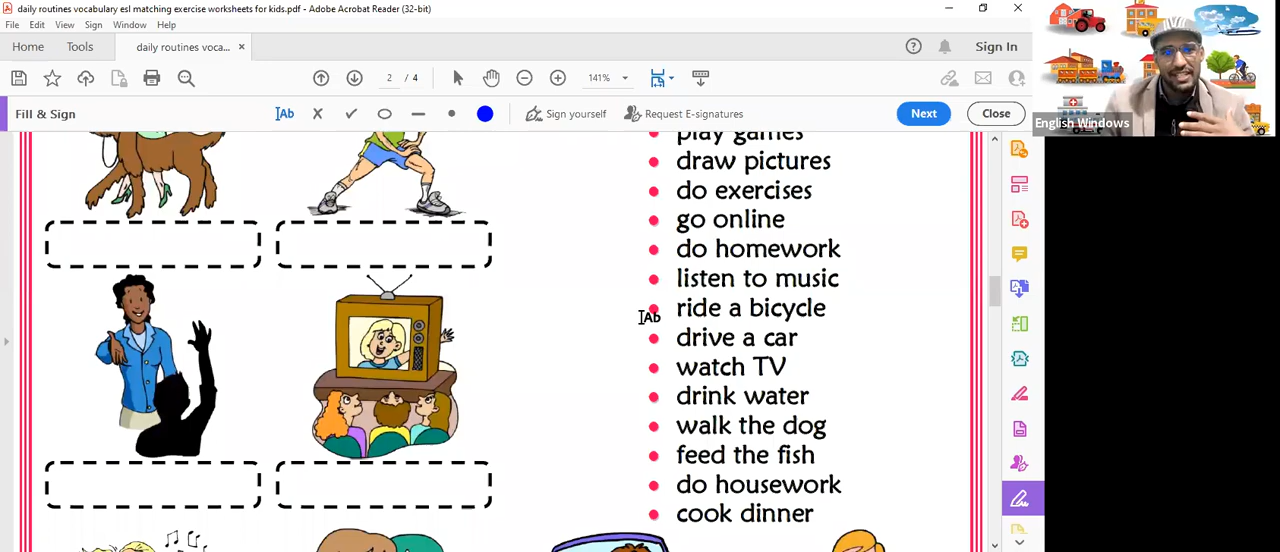 daily routines vocabulary esl matching exercise worksheets for kids.pdf - Adobe Acrobat Reader (32-bit)
File Edit View Sign Window Help
Home Tools daily routines voca... × Sign In
2 / 4 141%
Fill & Sign Ab Sign yourself Request E-signatures Next Close
English Windows
play games
draw pictures
do exercises
go online
do homework
listen to music
ride a bicycle
Ab
drive a car
watch TV
drink water
walk the dog
feed the fish
do housework
cook dinner